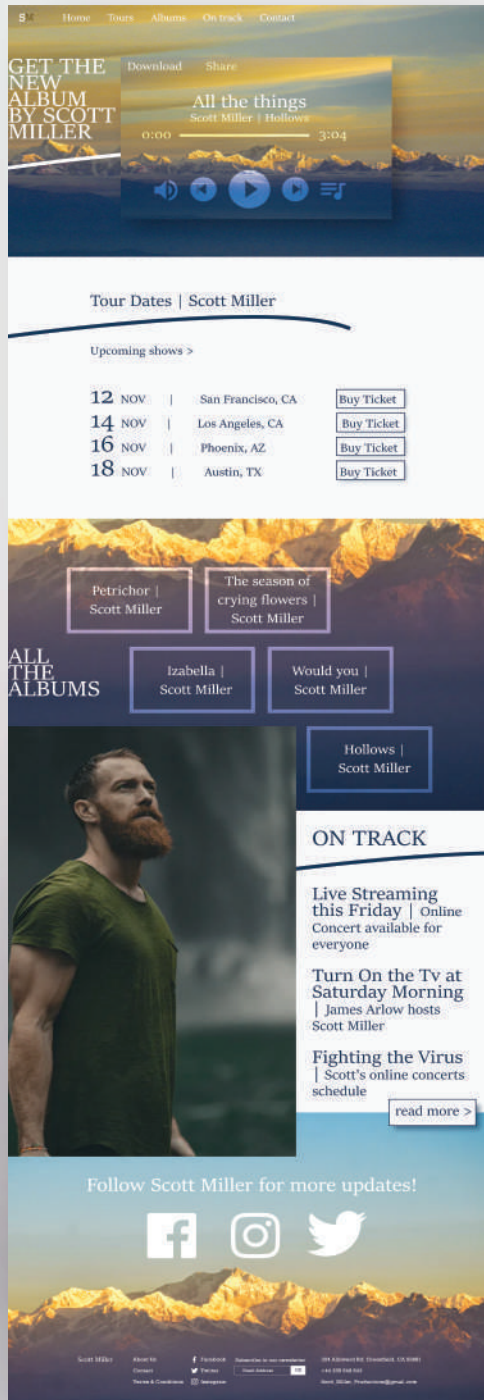 SM Home Tours Albums On track Contact
GET THE
NEW
ALBUM
BY SCOTT
MILLER
Download Share
All the things
Scott Miller | Hollows
0:00 3:04
Tour Dates | Scott Miller
Upcoming shows >
12 NOV | San Francisco, CA Buy Ticket
14 NOV | Los Angeles, CA Buy Ticket
16 NOV | Phoenix, AZ Buy Ticket
18 NOV | Austin, TX Buy Ticket
Petrichor |
Scott Miller
The season of
crying flowers |
Scott Miller
ALL
THE
ALBUMS
Izabella |
Scott Miller
Would you |
Scott Miller
Hollows |
Scott Miller
ON TRACK
Live Streaming
this Friday | Online
Concert available for
everyone
Turn On the Tv at
Saturday Morning
| James Arlow hosts
Scott Miller
Fighting the Virus
| Scott's online concerts
schedule
read more >
Follow Scott Miller for more updates!
Scott Miller
About Us
Contact
Terms & Conditions
Facebook
Twitter
Instagram
Subscribe to our newsletter
Email Address